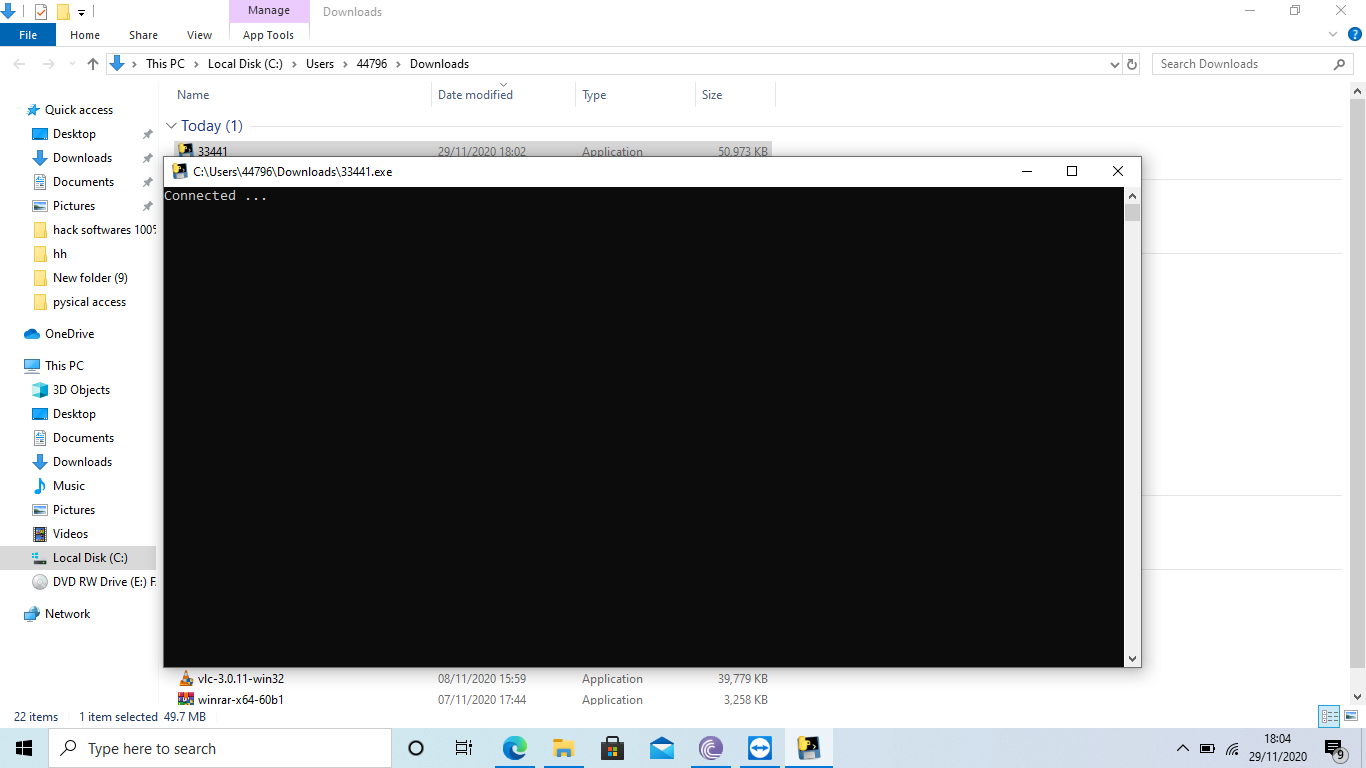 Manage
Downloads
File
Home
Share
View
App Tools
This PC
Local Disk (C:)
Users
44796
Downloads
Search Downloads
Name
Date modified
Type
Size
Quick access
Desktop
Downloads
Documents
Pictures
hack softwares 100%
hh
New folder (9)
pysical access
OneDrive
This PC
3D Objects
Desktop
Documents
Downloads
Music
Pictures
Videos
Local Disk (C:)
DVD RW Drive (E:) F
Network
Today (1)
33441 29/11/2020 18:02 Application 50,973 KB
C:\Users\44796\Downloads\33441.exe
Connected ...
vlc-3.0.11-win32 08/11/2020 15:59 Application 39,779 KB
winrar-x64-60b1 07/11/2020 17:44 Application 3,258 KB
22 items 1 item selected 49.7 MB
Type here to search
18:04
29/11/2020
9